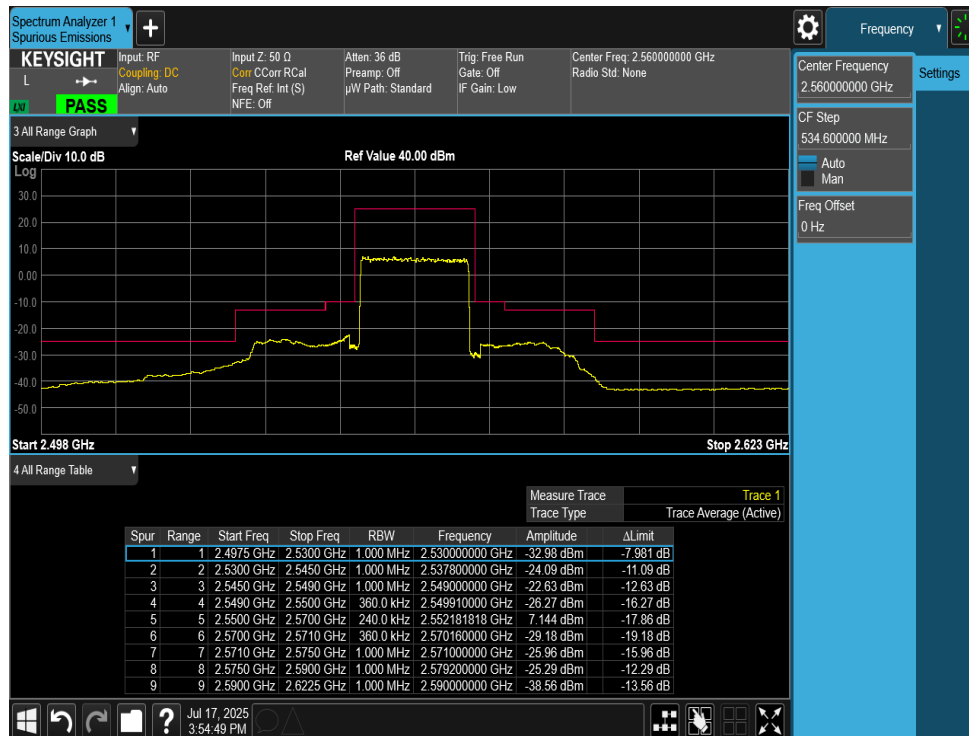 Spectrum Analyzer 1
Spurious Emissions
Frequency
KEYSIGHT
L
LXI
PASS
Input: RF
Coupling: DC
Align: Auto
Input Z: 50 Ω
Corr CCorr RCal
Freq Ref: Int (S)
NFE: Off
Atten: 36 dB
Preamp: Off
µW Path: Standard
Trig: Free Run
Gate: Off
IF Gain: Low
Center Freq: 2.560000000 GHz
Radio Std: None
Center Frequency
2.560000000 GHz
Settings
CF Step
534.600000 MHz
Auto
Man
Freq Offset
0 Hz
3 All Range Graph
Scale/Div 10.0 dB
Ref Value 40.00 dBm
Log
30.0
20.0
10.0
0.00
-10.0
-20.0
-30.0
-40.0
-50.0
Start 2.498 GHz
Stop 2.623 GHz
4 All Range Table
Measure Trace Trace 1
Trace Type Trace Average (Active)
Spur Range Start Freq Stop Freq RBW Frequency Amplitude ΔLimit
1 1 2.4975 GHz 2.5300 GHz 1.000 MHz 2.530000000 GHz -32.98 dBm -7.981 dB
2 2 2.5300 GHz 2.5450 GHz 1.000 MHz 2.537800000 GHz -24.09 dBm -11.09 dB
3 3 2.5450 GHz 2.5490 GHz 1.000 MHz 2.549000000 GHz -22.63 dBm -12.63 dB
4 4 2.5490 GHz 2.5500 GHz 360.0 kHz 2.549910000 GHz -26.27 dBm -16.27 dB
5 5 2.5500 GHz 2.5700 GHz 240.0 kHz 2.552181818 GHz 7.144 dBm -17.86 dB
6 6 2.5700 GHz 2.5710 GHz 360.0 kHz 2.570160000 GHz -29.18 dBm -19.18 dB
7 7 2.5710 GHz 2.5750 GHz 1.000 MHz 2.571000000 GHz -25.96 dBm -15.96 dB
8 8 2.5750 GHz 2.5900 GHz 1.000 MHz 2.579200000 GHz -25.29 dBm -12.29 dB
9 9 2.5900 GHz 2.6225 GHz 1.000 MHz 2.590000000 GHz -38.56 dBm -13.56 dB
?
Jul 17, 2025
3:54:49 PM